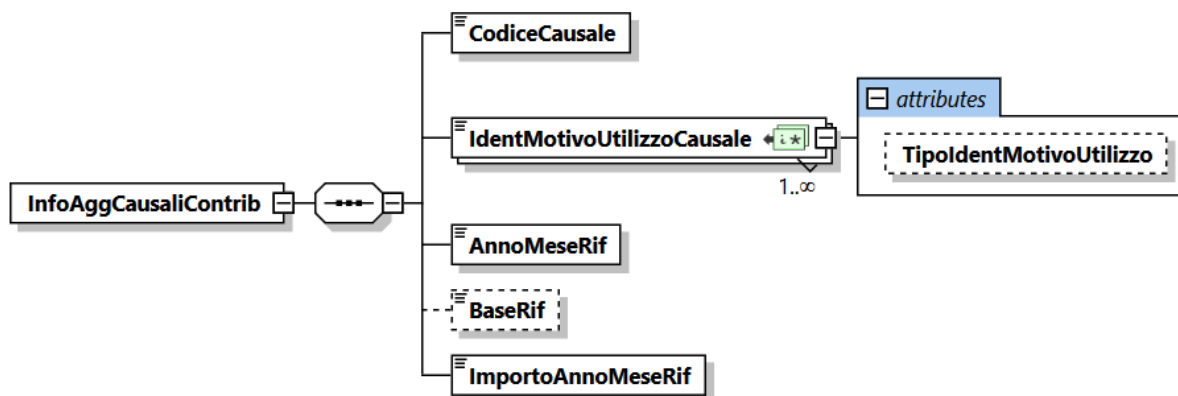 CodiceCausale
attributes
IdentMotivoUtilizzoCausale
TipoIdentMotivoUtilizzo
1..∞
InfoAggCausaliContrib
AnnoMeseRif
BaseRif
ImportoAnnoMeseRif